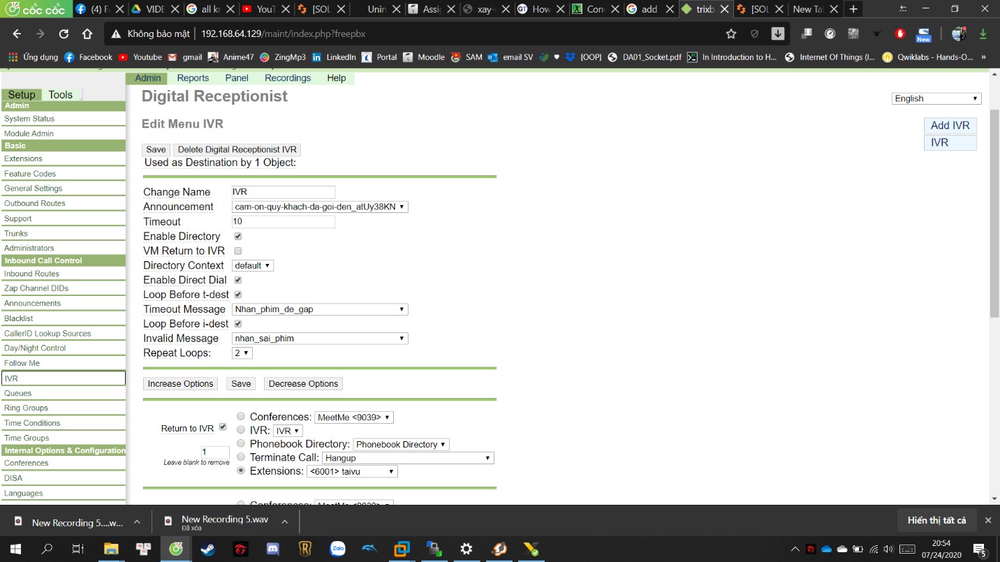 cốc cốc
(4) Fa
VIDE
all kr
YouT
[SOL
Unin
Assig
xay-
How
Conv
add
trixb
[SOL
New Tal
Không bảo mật 192.168.64.129/maint/index.php?freepbx
New
Ứng dụng Facebook Youtube gmail Anime47 ZingMp3 LinkedIn Portal Moodle SAM email SV [OOP] DA01_Socket.pdf In Introduction to H... Internet Of Things (I... Qwiklabs - Hands-O... »
Admin Reports Panel Recordings Help
Setup Tools
Admin
System Status
Module Admin
Basic
Extensions
Feature Codes
General Settings
Outbound Routes
Support
Trunks
Administrators
Inbound Call Control
Inbound Routes
Zap Channel DIDs
Announcements
Blacklist
CallerID Lookup Sources
Day/Night Control
Follow Me
IVR
Queues
Ring Groups
Time Conditions
Time Groups
Internal Options & Configuration
Conferences
DISA
Languages
Digital Receptionist
English
Edit Menu IVR
Add IVR
IVR
Save Delete Digital Receptionist IVR
Used as Destination by 1 Object:
Change Name IVR
Announcement cam-on-quy-khach-da-goi-den_atUy38KN
Timeout 10
Enable Directory
VM Return to IVR
Directory Context default
Enable Direct Dial
Loop Before t-dest
Timeout Message Nhan_phim_de_gap
Loop Before i-dest
Invalid Message nhan_sai_phim
Repeat Loops: 2
Increase Options Save Decrease Options
Return to IVR
1
Leave blank to remove
Conferences: MeetMe <9039>
IVR: IVR
Phonebook Directory: Phonebook Directory
Terminate Call: Hangup
Extensions: <6001> taivu
Conferences: MeetMe <9039>
New Recording 5....w...
New Recording 5.wav
Đã xóa
Hiển thị tất cả
Zalo
20:54
07/24/2020
5